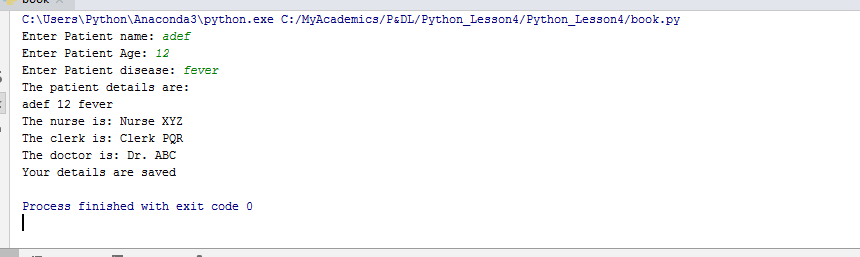 book
C:\Users\Python\Anaconda3\python.exe C:/MyAcademics/P&DL/Python_Lesson4/Python_Lesson4/book.py
Enter Patient name: adef
Enter Patient Age: 12
Enter Patient disease: fever
The patient details are:
adef 12 fever
The nurse is: Nurse XYZ
The clerk is: Clerk PQR
The doctor is: Dr. ABC
Your details are saved
Process finished with exit code 0